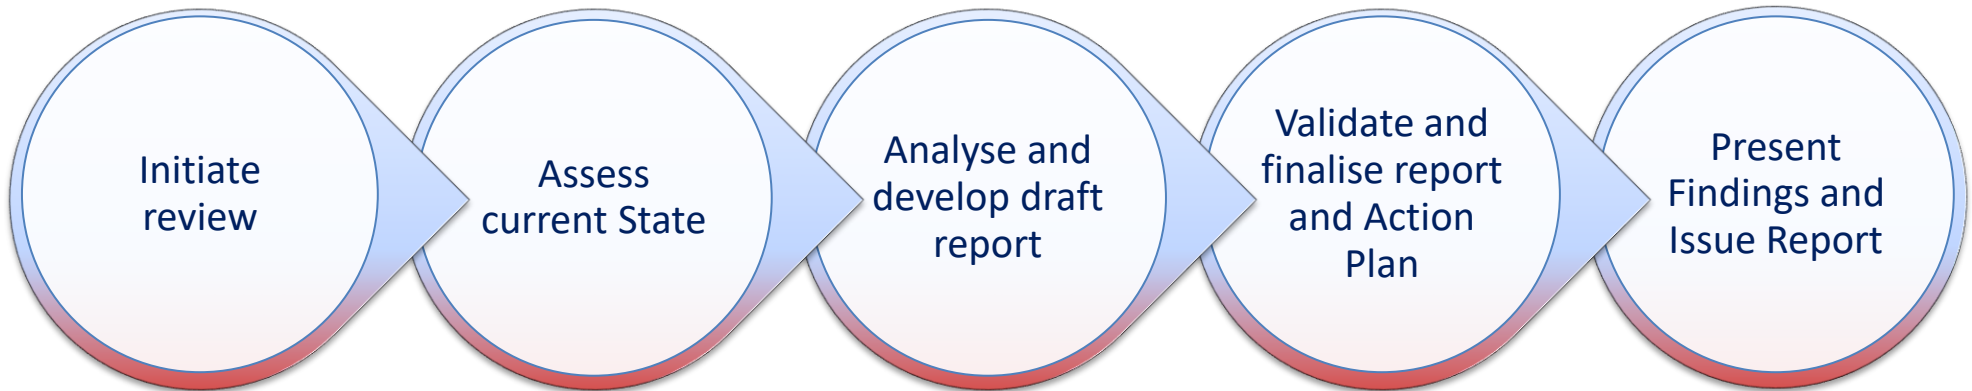 Initiate
review
Assess
current State
Analyse and
develop draft
report
Validate and
finalise report
and Action
Plan
Present
Findings and
Issue Report